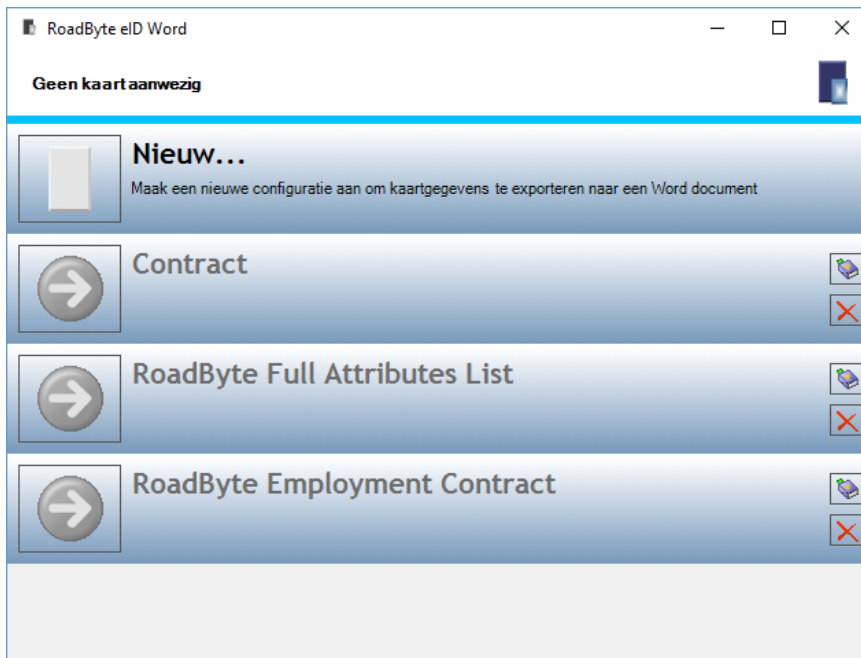 RoadByte eID Word
Geen kaart aanwezig
Nieuw...
Maak een nieuwe configuratie aan om kaartgegevens te exporteren naar een Word document
Contract
RoadByte Full Attributes List
RoadByte Employment Contract